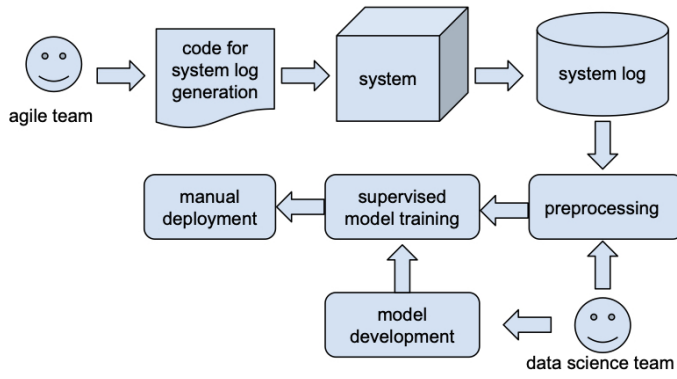 agile team
code for
system log
generation
system
system log
manual
deployment
supervised
model training
preprocessing
model
development
data science team